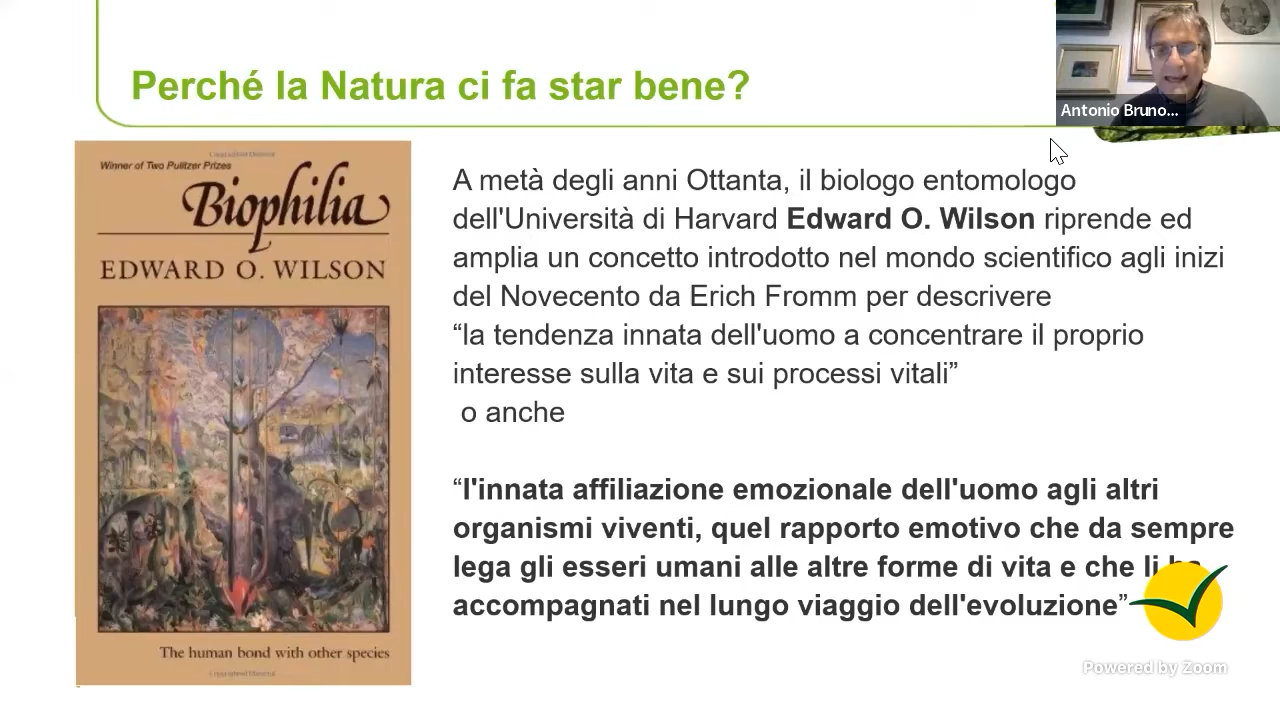 Perché la Natura ci fa star bene?
Antonio Bruno...
Copyrighted Material
Winner of Two Pulitzer Prizes
Biophilia
EDWARD O. WILSON
The human bond with other species
Copyrighted Material
A metà degli anni Ottanta, il biologo entomologo
dell'Università di Harvard Edward O. Wilson riprende ed
amplia un concetto introdotto nel mondo scientifico agli inizi
del Novecento da Erich Fromm per descrivere
“la tendenza innata dell'uomo a concentrare il proprio
interesse sulla vita e sui processi vitali”
o anche
“l'innata affiliazione emozionale dell'uomo agli altri
organismi viventi, quel rapporto emotivo che da sempre
lega gli esseri umani alle altre forme di vita e che li ha
accompagnati nel lungo viaggio dell'evoluzione”
Powered by Zoom